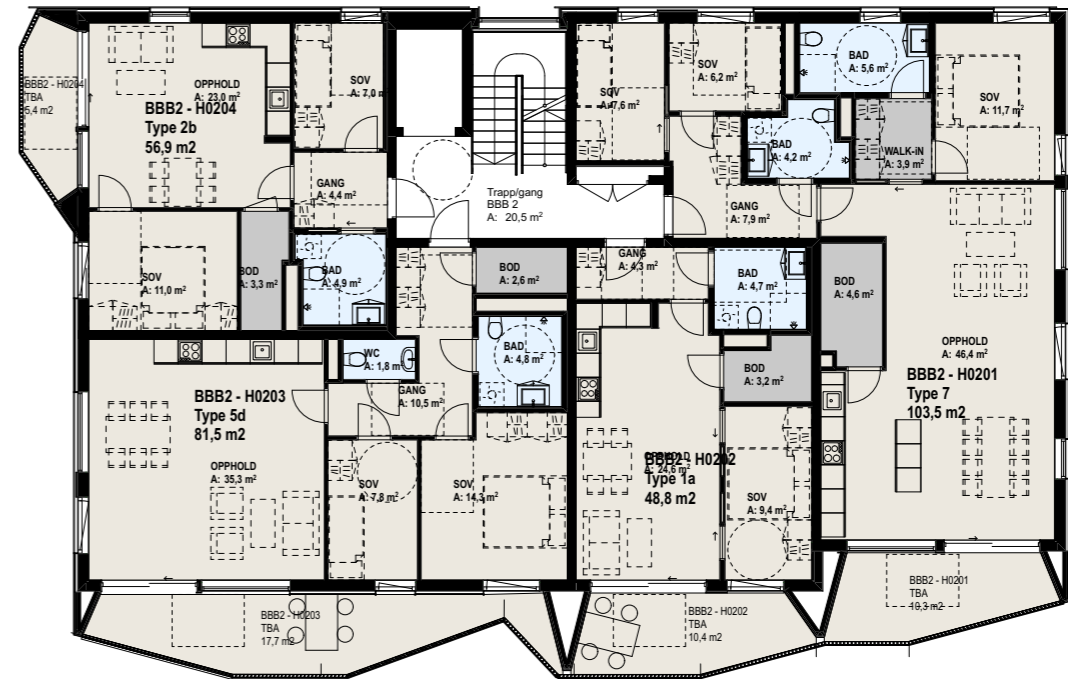 OPPHOLD
A: 23,0 m²
BBB2 - H0204
Type 2b
56,9 m2
BBB2 - H0204
TBA
5,4 m2
SOV
A: 7,0 m
GANG
A: 4,4 m²
SOV
A: 11,0 m²
BOD
A: 3,3 m²
BAD
A: 4,9 m²
Trapp/gang
BBB 2
A: 20,5 m²
SOV
A: 7,6 m²
SOV
A: 6,2 m²
BAD
A: 5,6 m²
SOV
A: 11,7 m²
BAD
A: 4,2 m²
WALK-iN
A: 3,9 m²
GANG
A: 7,9 m²
BOD
A: 4,6 m²
OPPHOLD
A: 46,4 m²
BBB2 - H0201
Type 7
103,5 m2
BBB2 - H0201
TBA
10,3 m2
BOD
A: 2,6 m²
GANG
A: 4,3 m²
BAD
A: 4,7 m²
BOD
A: 3,2 m²
OPPHOLD
A: 24,6 m²
BBB2 - H0202
Type 1a
48,8 m2
SOV
A: 9,4 m²
BBB2 - H0202
TBA
10,4 m2
WC
A: 1,8 m
BAD
A: 4,8 m²
GANG
A: 10,5 m²
BBB2 - H0203
Type 5d
81,5 m2
OPPHOLD
A: 35,3 m²
SOV
A: 7,8 m²
SOV
A: 14,3 m²
BBB2 - H0203
TBA
17,7 m2